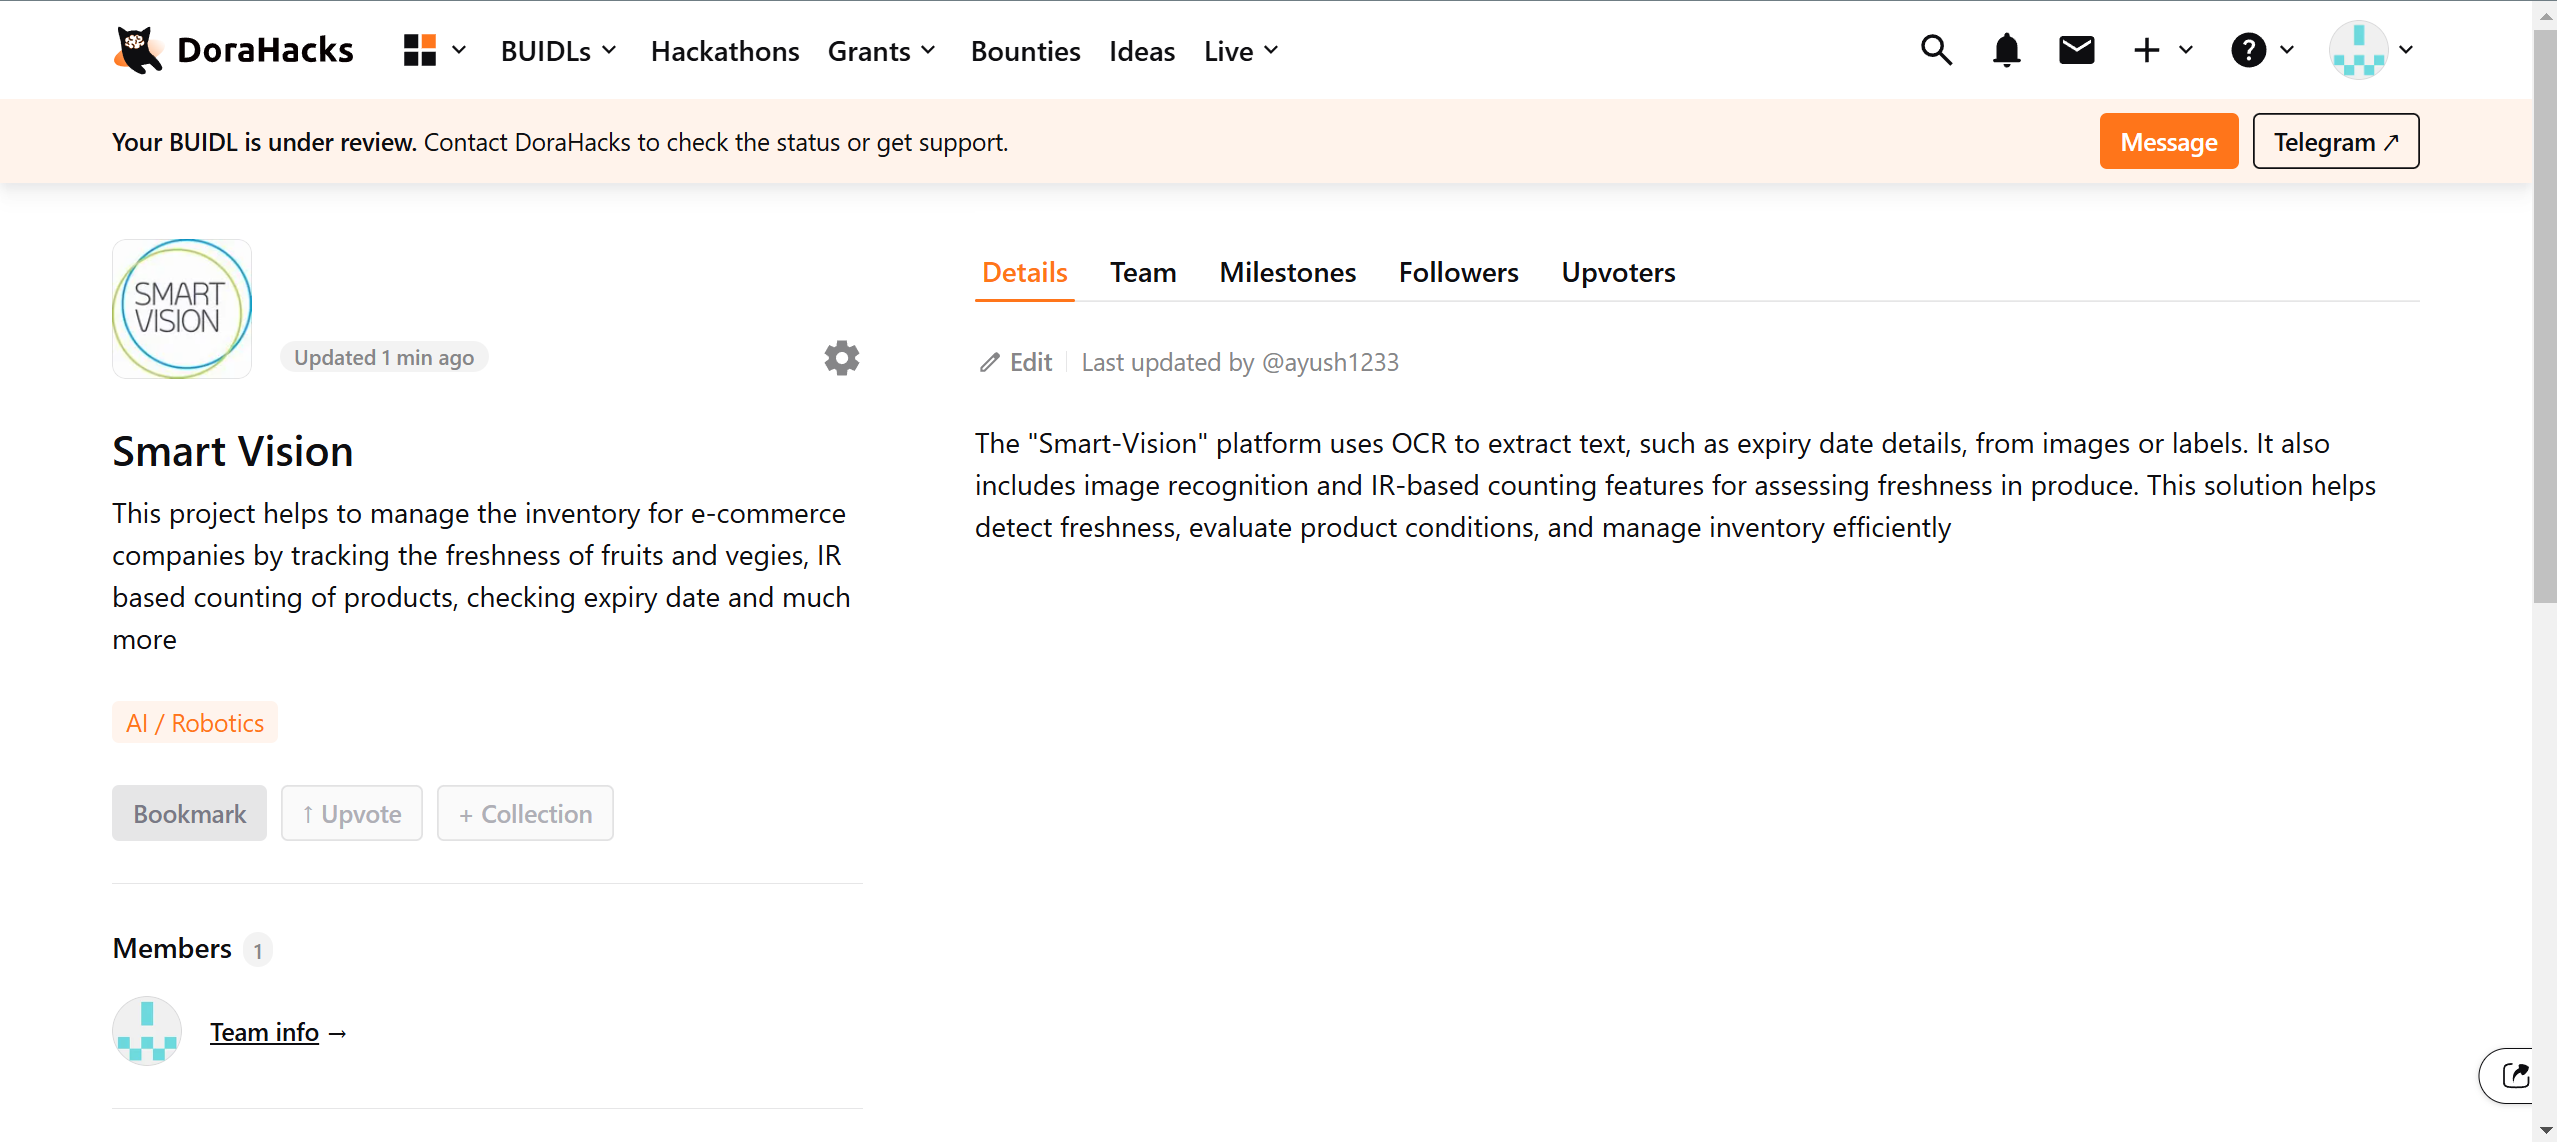 DoraHacks BUIDLs Hackathons Grants Bounties Ideas Live
Your BUIDL is under review. Contact DoraHacks to check the status or get support. Message Telegram ↗
SMART
VISION
Updated 1 min ago
Smart Vision
This project helps to manage the inventory for e-commerce
companies by tracking the freshness of fruits and vegies, IR
based counting of products, checking expiry date and much
more
AI / Robotics
Bookmark ↑ Upvote + Collection
Members 1
Team info →
Details Team Milestones Followers Upvoters
Edit Last updated by @ayush1233
The "Smart-Vision" platform uses OCR to extract text, such as expiry date details, from images or labels. It also
includes image recognition and IR-based counting features for assessing freshness in produce. This solution helps
detect freshness, evaluate product conditions, and manage inventory efficiently